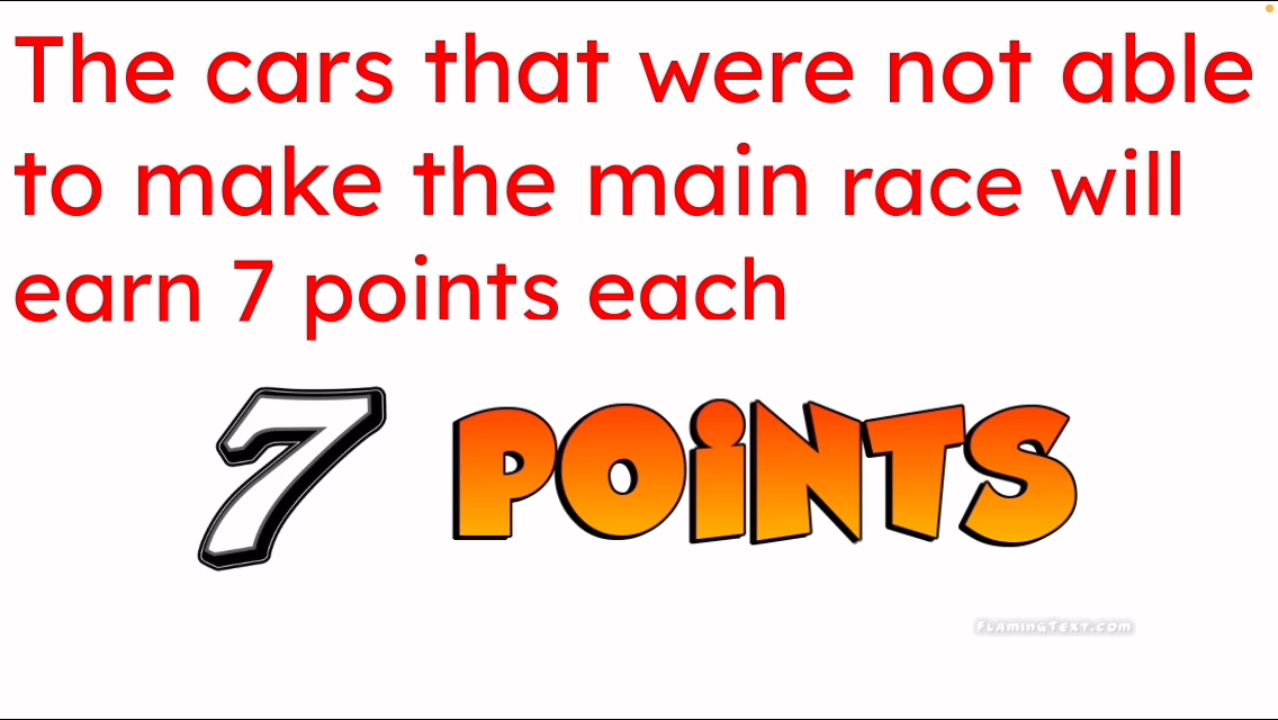 The cars that were not able
to make the main race will
earn 7 points each
7 POiNTS
FLAMINGTEXT.COM